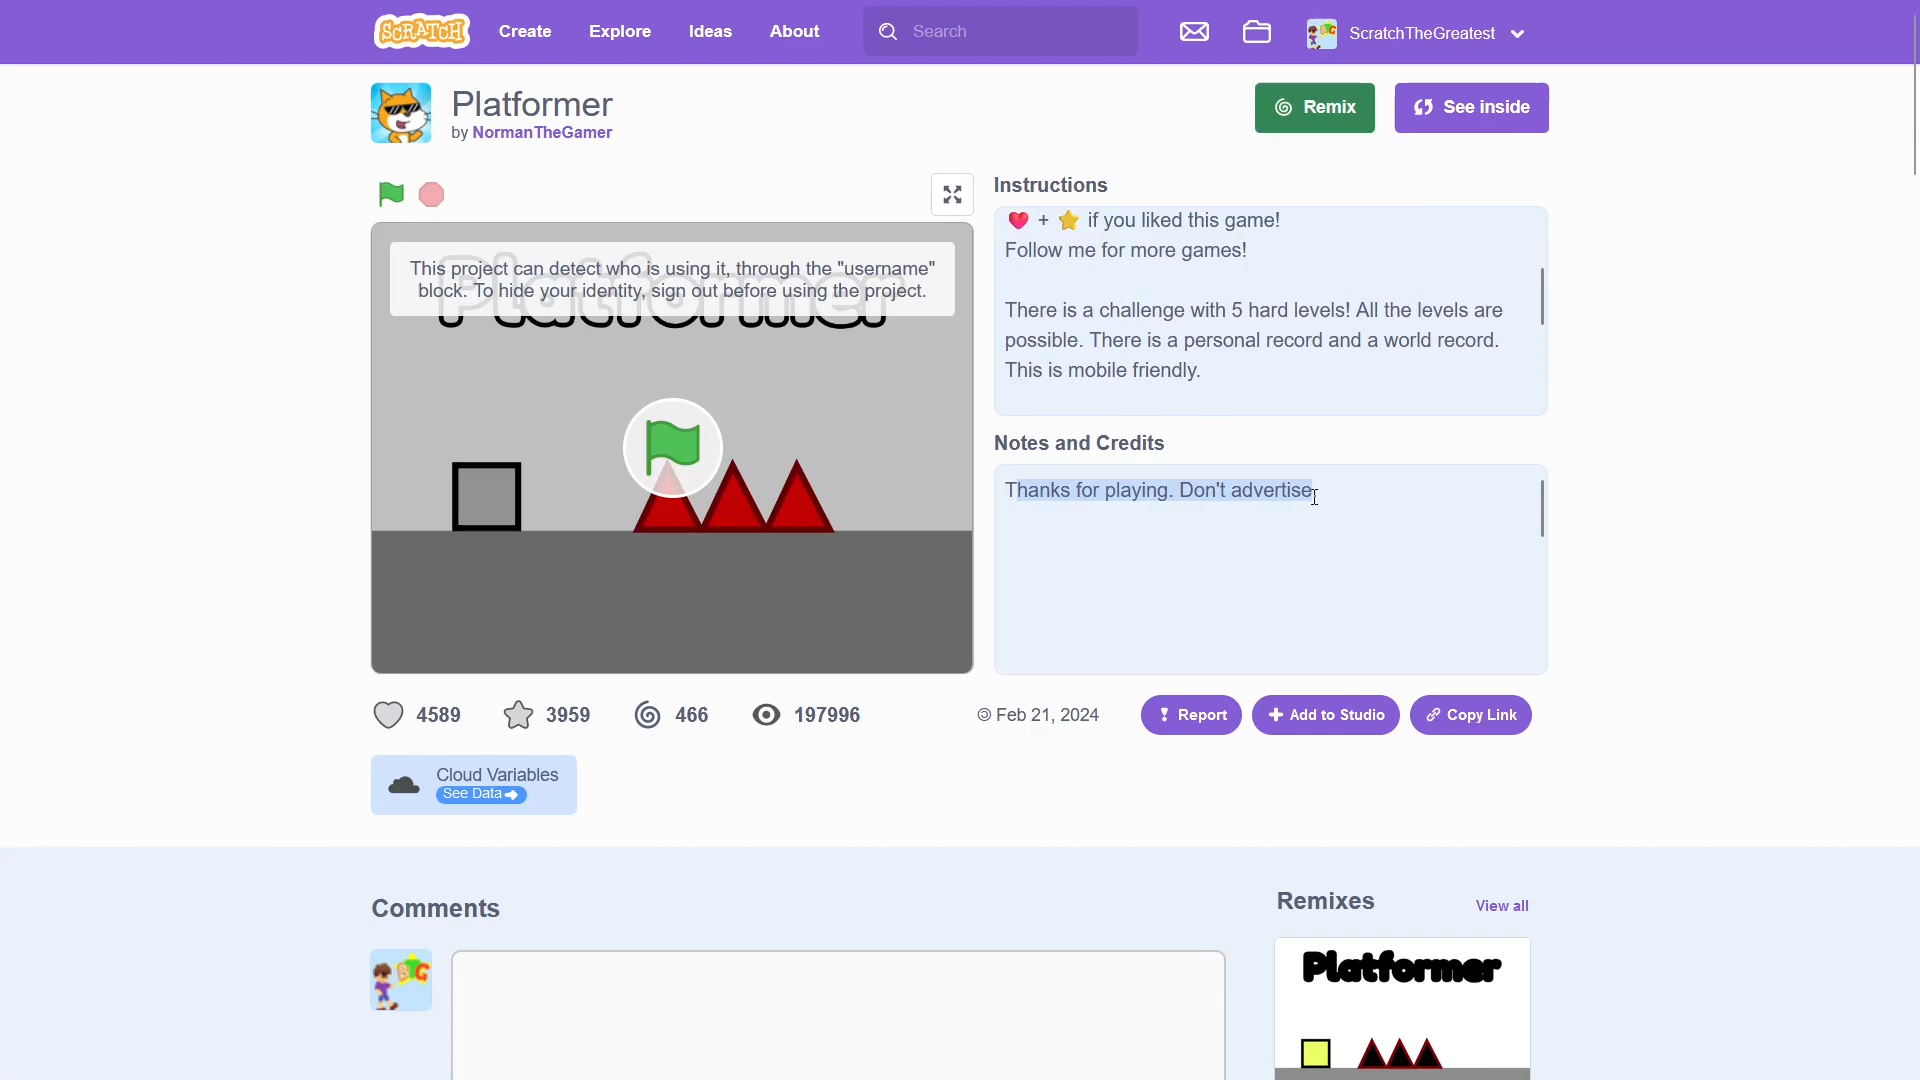 SCRATCH
Create
Explore
Ideas
About
Search
ScratchTheGreatest
Platformer
by NormanTheGamer
Remix
See inside
Platformer
This project can detect who is using it, through the "username"
block. To hide your identity, sign out before using the project.
Instructions
❤️ + ⭐ if you liked this game!
Follow me for more games!
There is a challenge with 5 hard levels! All the levels are
possible. There is a personal record and a world record.
This is mobile friendly.
Notes and Credits
Thanks for playing. Don't advertise
4589
3959
466
197996
Feb 21, 2024
Report
Add to Studio
Copy Link
Cloud Variables
See Data
Comments
Remixes
View all
BTG
Platformer